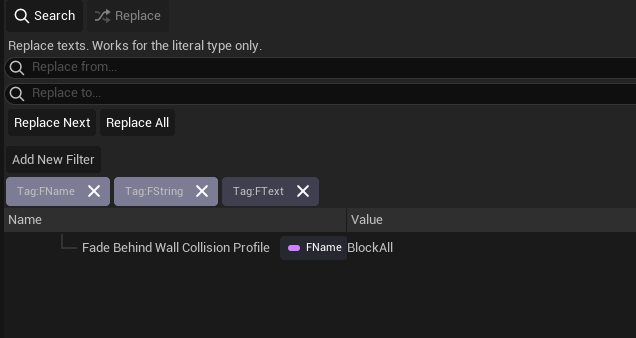 Search Replace
Replace texts. Works for the literal type only.
Replace from...
Replace to...
Replace Next Replace All
Add New Filter
Tag:FName Tag:FString Tag:FText
Name Value
Fade Behind Wall Collision Profile FName BlockAll